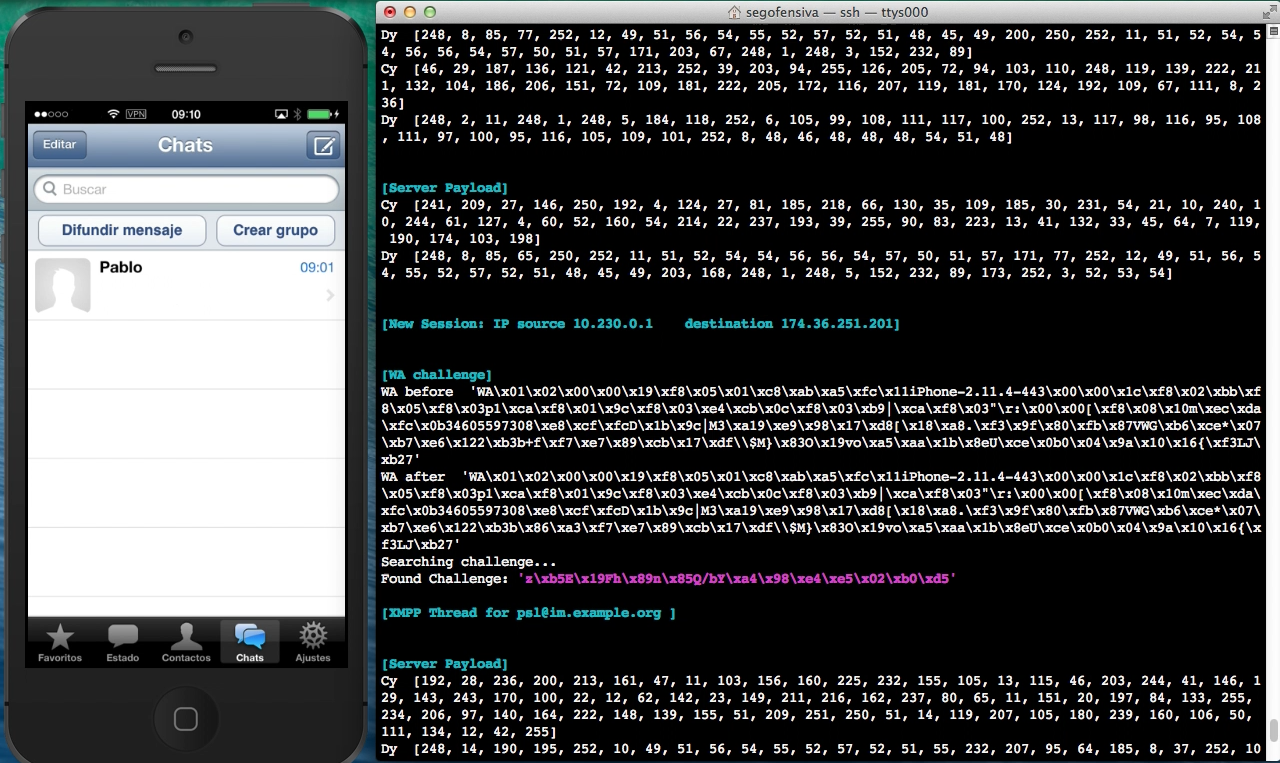 VPN
09:10
Editar
Chats
Buscar
Difundir mensaje
Crear grupo
Pablo
09:01
Favoritos
Estado
Contactos
Chats
Ajustes
segofensiva — ssh — ttys000
Dy [248, 8, 85, 77, 252, 12, 49, 51, 56, 54, 55, 52, 57, 52, 51, 48, 45, 49, 200, 250, 252, 11, 51, 52, 54, 5
4, 56, 56, 54, 57, 50, 51, 57, 171, 203, 67, 248, 1, 248, 5, 152, 232, 89]
Cy [46, 29, 187, 136, 121, 42, 213, 252, 39, 203, 94, 255, 126, 205, 72, 94, 103, 110, 248, 119, 139, 222, 21
1, 132, 104, 186, 206, 151, 72, 109, 181, 222, 205, 172, 116, 207, 119, 181, 170, 124, 192, 109, 67, 111, 8, 2
36]
Dy [248, 2, 11, 248, 1, 248, 5, 184, 118, 252, 6, 105, 99, 108, 111, 117, 100, 252, 13, 117, 98, 116, 95, 108
, 111, 97, 100, 95, 116, 105, 109, 101, 252, 8, 48, 46, 48, 48, 48, 54, 51, 48]
[Server Payload]
Cy [241, 209, 27, 146, 250, 192, 4, 124, 27, 81, 185, 218, 66, 130, 35, 109, 185, 30, 231, 54, 21, 10, 240, 1
0, 244, 61, 127, 4, 60, 52, 160, 54, 214, 22, 237, 193, 39, 255, 90, 83, 223, 13, 41, 32, 33, 45, 64, 7, 119,
190, 174, 103, 198]
Dy [248, 8, 85, 65, 250, 252, 11, 51, 52, 54, 54, 56, 56, 54, 57, 50, 51, 57, 171, 77, 252, 12, 49, 51, 56, 5
4, 55, 52, 57, 52, 51, 48, 45, 49, 203, 168, 248, 1, 248, 5, 152, 232, 89, 173, 252, 3, 52, 53, 54]
[New Session: IP source 10.230.0.1    destination 174.36.251.201]
[WA challenge]
WA before 'WA\x01\x02\x00\x00\x19\xf8\x05\x01\xc8\xab\xa5\xfc\x11iPhone-2.11.4-443\x00\x00\x1c\xf8\x02\xbb\xf
8\x05\xf8\x03p1\xca\xf8\x01\x9c\xf8\x03\xe4\xcb\x0c\xf8\x03\xb9|\xca\xf8\x03"\r:\x00\x00[\xf8\x08\x10m\xec\xda
\xfc\x0b34605597308\xe8\xcf\xfcD\x1b\x9c|M3\xa19\xe9\x98\x17\xd8[\x18\xa8.\xf3\x9f\x80\xfb\x87VWG\xb6\xce*\x07
\xb7\xe6\x122\xb3b+f\xf7\xe7\x89\xcb\x17\xdf\\$M}\x83O\x19vo\xa5\xaa\x1b\x8eU\xce\x0b0\x04\x9a\x10\x16{\xf3LJ\
xb27'
WA after 'WA\x01\x02\x00\x00\x19\xf8\x05\x01\xc8\xab\xa5\xfc\x11iPhone-2.11.4-443\x00\x00\x1c\xf8\x02\xbb\xf8
\x05\xf8\x03p1\xca\xf8\x01\x9c\xf8\x03\xe4\xcb\x0c\xf8\x03\xb9|\xca\xf8\x03"\r:\x00\x00[\xf8\x08\x10m\xec\xda\
xfc\x0b34605597308\xe8\xcf\xfcD\x1b\x9c|M3\xa19\xe9\x98\x17\xd8[\x18\xa8.\xf3\x9f\x80\xfb\x87VWG\xb6\xce*\x07\
xb7\xe6\x122\xb3b\x86\xa3\xf7\xe7\x89\xcb\x17\xdf\\$M}\x83O\x19vo\xa5\xaa\x1b\x8eU\xce\x0b0\x04\x9a\x10\x16{\x
f3LJ\xb27'
Searching challenge...
Found Challenge: 'z\xb5E\x19Fh\x89n\x85Q/bY\xa4\x98\xe4\xe5\x02\xb0\xd5'
[XMPP Thread for psl@im.example.org ]
[Server Payload]
Cy [192, 28, 236, 200, 213, 161, 47, 11, 103, 156, 160, 225, 232, 155, 105, 13, 115, 46, 203, 244, 41, 146, 1
29, 143, 243, 170, 100, 22, 12, 62, 142, 23, 149, 211, 216, 162, 237, 80, 65, 11, 151, 20, 197, 84, 133, 255,
234, 206, 97, 140, 164, 222, 148, 139, 155, 51, 209, 251, 250, 51, 14, 119, 207, 105, 180, 239, 160, 106, 50,
111, 134, 12, 42, 255]
Dy [248, 14, 190, 195, 252, 10, 49, 51, 56, 54, 55, 52, 57, 52, 51, 55, 232, 207, 95, 64, 185, 8, 37, 252, 10